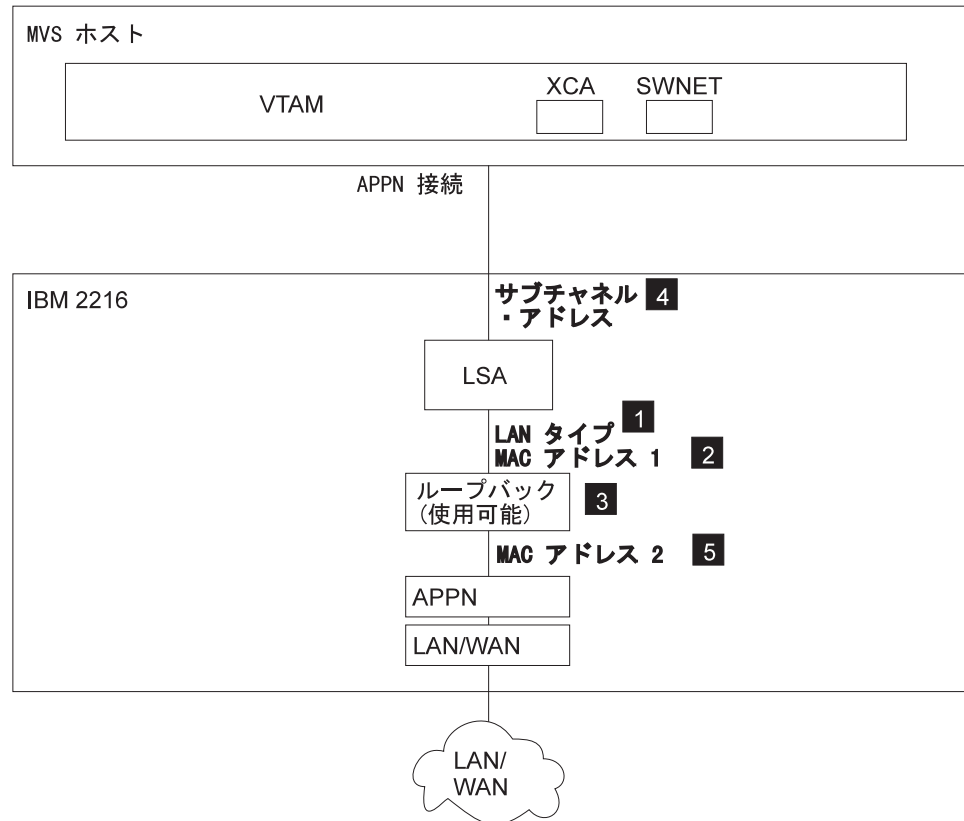 MVS ホスト
XCA SWNET
VTAM
APPN 接続
IBM 2216
サブチャネル 4
・アドレス
LSA
1
LAN タイプ
MAC アドレス 1 2
ループバック
(使用可能) 3
MAC アドレス 2 5
APPN
LAN/WAN
LAN/
WAN